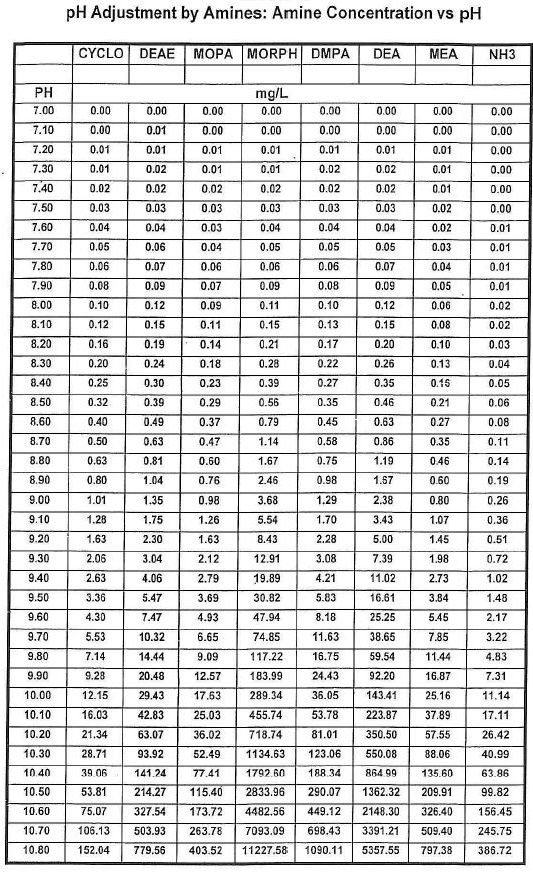 pH Adjustment by Amines: Amine Concentration vs pH
CYCLO DEAE MOPA MORPH DMPA DEA MEA NH3
PH mg/L
7.00 0.00 0.00 0.00 0.00 0.00 0.00 0.00 0.00
7.10 0.00 0.01 0.00 0.00 0.00 0.00 0.00 0.00
7.20 0.01 0.01 0.01 0.01 0.01 0.01 0.01 0.00
7.30 0.01 0.02 0.01 0.01 0.02 0.02 0.01 0.00
7.40 0.02 0.02 0.02 0.02 0.02 0.02 0.01 0.00
7.50 0.03 0.03 0.03 0.03 0.03 0.03 0.02 0.00
7.60 0.04 0.04 0.03 0.04 0.04 0.04 0.02 0.01
7.70 0.05 0.06 0.04 0.05 0.05 0.05 0.03 0.01
7.80 0.06 0.07 0.06 0.06 0.06 0.07 0.04 0.01
7.90 0.08 0.09 0.07 0.09 0.08 0.09 0.05 0.01
8.00 0.10 0.12 0.09 0.11 0.10 0.12 0.06 0.02
8.10 0.12 0.15 0.11 0.15 0.13 0.15 0.08 0.02
8.20 0.16 0.19 0.14 0.21 0.17 0.20 0.10 0.03
8.30 0.20 0.24 0.18 0.28 0.22 0.26 0.13 0.04
8.40 0.25 0.30 0.23 0.39 0.27 0.35 0.16 0.05
8.50 0.32 0.39 0.29 0.56 0.35 0.46 0.21 0.06
8.60 0.40 0.49 0.37 0.79 0.45 0.63 0.27 0.08
8.70 0.50 0.63 0.47 1.14 0.58 0.86 0.35 0.11
8.80 0.63 0.81 0.60 1.67 0.75 1.19 0.46 0.14
8.90 0.80 1.04 0.76 2.46 0.98 1.67 0.60 0.19
9.00 1.01 1.35 0.98 3.68 1.29 2.38 0.80 0.26
9.10 1.28 1.75 1.26 5.54 1.70 3.43 1.07 0.36
9.20 1.63 2.30 1.63 8.43 2.28 5.00 1.45 0.51
9.30 2.06 3.04 2.12 12.91 3.08 7.39 1.98 0.72
9.40 2.63 4.06 2.79 19.89 4.21 11.02 2.73 1.02
9.50 3.36 5.47 3.69 30.82 5.83 16.61 3.84 1.48
9.60 4.30 7.47 4.93 47.94 8.18 25.25 5.45 2.17
9.70 5.53 10.32 6.65 74.85 11.63 38.65 7.85 3.22
9.80 7.14 14.44 9.09 117.22 16.75 59.54 11.44 4.83
9.90 9.28 20.48 12.57 183.99 24.43 92.20 16.87 7.31
10.00 12.15 29.43 17.63 289.34 36.05 143.41 25.16 11.14
10.10 16.03 42.83 25.03 455.74 53.78 223.87 37.89 17.11
10.20 21.34 63.07 36.02 718.74 81.01 350.50 57.55 26.42
10.30 28.71 93.92 52.49 1134.63 123.06 550.08 88.06 40.99
10.40 39.06 141.24 77.41 1792.60 188.34 864.99 135.60 63.86
10.50 53.81 214.27 115.40 2833.96 290.07 1362.32 209.91 99.82
10.60 75.07 327.54 173.72 4482.56 449.12 2148.30 326.40 156.45
10.70 106.13 503.93 263.78 7093.09 698.43 3391.21 509.40 245.75
10.80 152.04 779.56 403.52 11227.58 1090.11 5357.55 797.38 386.72